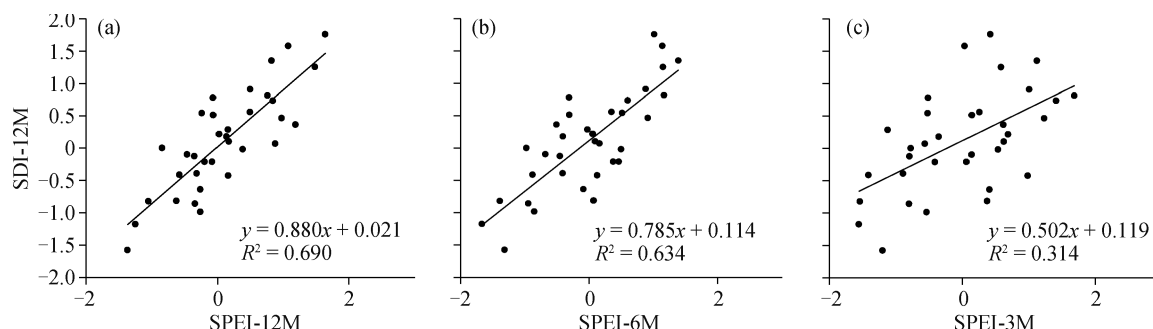 (a)
(b)
(c)
SDI-12M
2.0
1.5
1.0
0.5
0
−0.5
−1.0
−1.5
−2.0
y = 0.880x + 0.021
R² = 0.690
y = 0.785x + 0.114
R² = 0.634
y = 0.502x + 0.119
R² = 0.314
−2 0 2
−2 0 2
−2 0 2
SPEI-12M
SPEI-6M
SPEI-3M